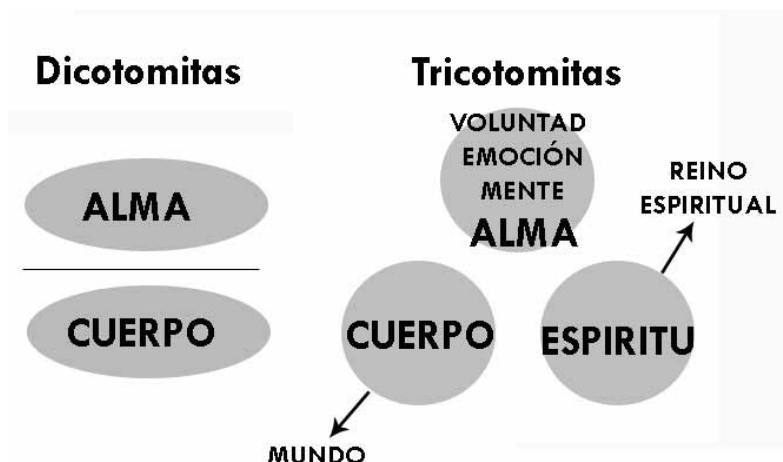 Dicotomitas
ALMA
CUERPO
Tricotomitas
VOLUNTAD
EMOCIÓN
MENTE
ALMA
REINO
ESPIRITUAL
CUERPO
ESPIRITU
MUNDO